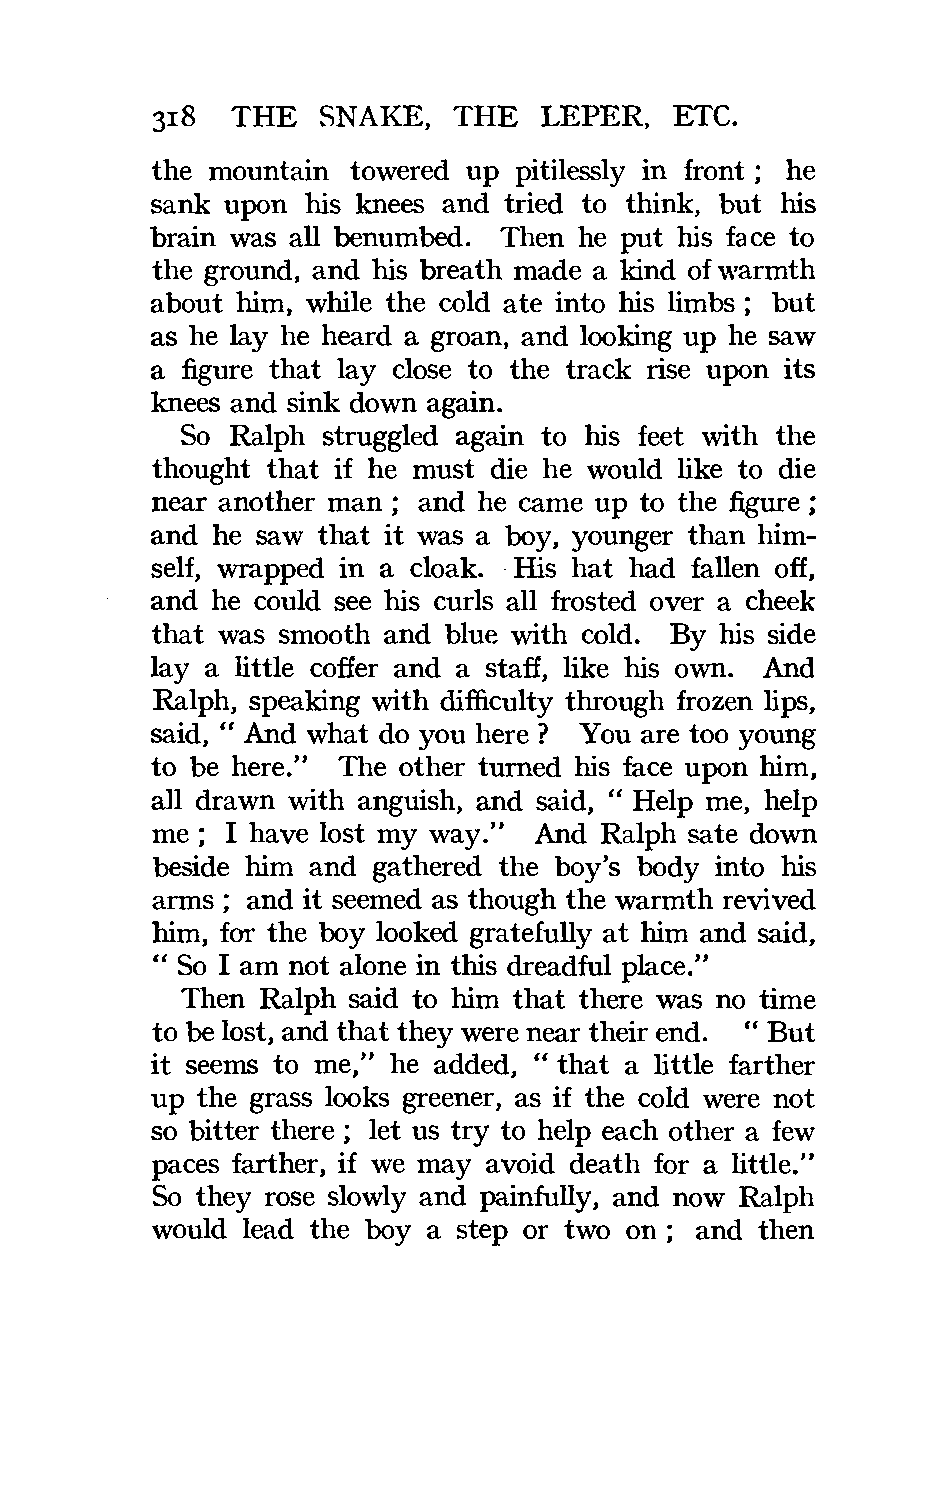 318 THE SNAKE, THE LEPER, ETC.
the mountain towered up pitilessly in front ; he
sank upon his knees and tried to think, but his
brain was all benumbed. Then he put his face to
the ground, and his breath made a kind of warmth
about him, while the cold ate into his limbs ; but
as he lay he heard a groan, and looking up he saw
a figure that lay close to the track rise upon its
knees and sink down again.
So Ralph struggled again to his feet with the
thought that if he must die he would like to die
near another man ; and he came up to the figure ;
and he saw that it was a boy, younger than him-
self, wrapped in a cloak. His hat had fallen off,
and he could see his curls all frosted over a cheek
that was smooth and blue with cold. By his side
lay a little coffer and a staff, like his own. And
Ralph, speaking with difficulty through frozen lips,
said, “ And what do you here ? You are too young
to be here.” The other turned his face upon him,
all drawn with anguish, and said, “ Help me, help
me ; I have lost my way.” And Ralph sate down
beside him and gathered the boy’s body into his
arms ; and it seemed as though the warmth revived
him, for the boy looked gratefully at him and said,
“ So I am not alone in this dreadful place.”
Then Ralph said to him that there was no time
to be lost, and that they were near their end. “ But
it seems to me,” he added, “ that a little farther
up the grass looks greener, as if the cold were not
so bitter there ; let us try to help each other a few
paces farther, if we may avoid death for a little.”
So they rose slowly and painfully, and now Ralph
would lead the boy a step or two on ; and then